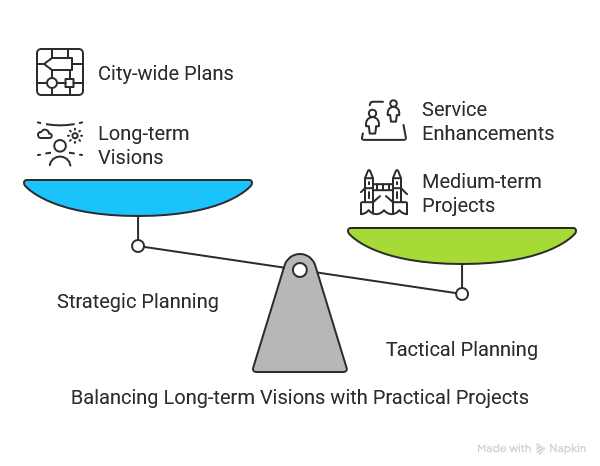 City-wide Plans
Long-term
Visions
Service
Enhancements
Medium-term
Projects
Strategic Planning
Tactical Planning
Balancing Long-term Visions with Practical Projects
Made with Napkin